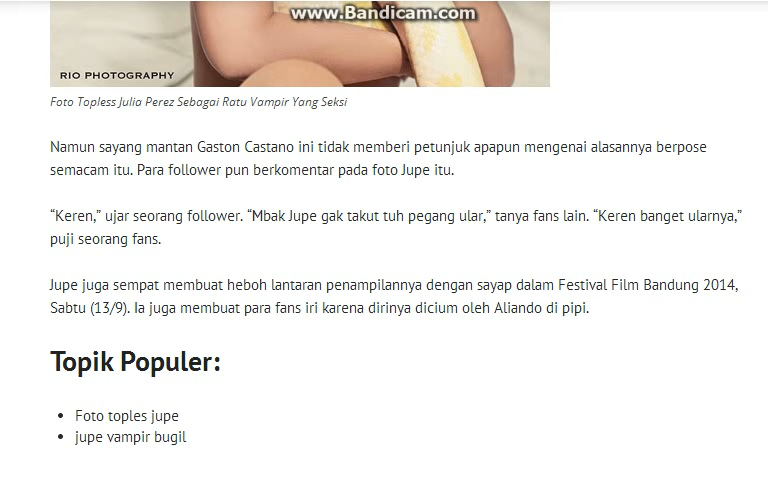 www.Bandicam.com
RIO PHOTOGRAPHY
Foto Topless Julia Perez Sebagai Ratu Vampir Yang Seksi
Namun sayang mantan Gaston Castano ini tidak memberi petunjuk apapun mengenai alasannya berpose
semacam itu. Para follower pun berkomentar pada foto Jupe itu.
“Keren,” ujar seorang follower. “Mbak Jupe gak takut tuh pegang ular,” tanya fans lain. “Keren banget ularnya,”
puji seorang fans.
Jupe juga sempat membuat heboh lantaran penampilannya dengan sayap dalam Festival Film Bandung 2014,
Sabtu (13/9). Ia juga membuat para fans iri karena dirinya dicium oleh Aliando di pipi.
Topik Populer:
• Foto toples jupe
• jupe vampir bugil